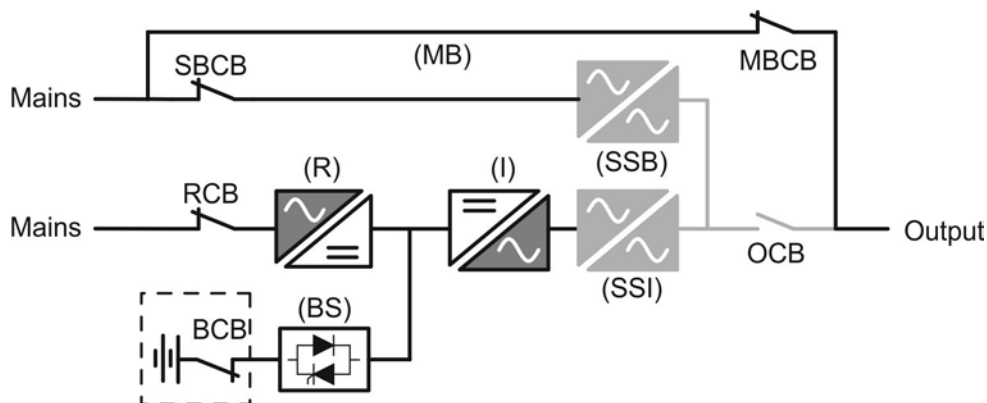 (MB)
MBCB
SBCB
Mains
(SSB)
(R)
(I)
RCB
Mains
Output
OCB
(SSI)
(BS)
BCB